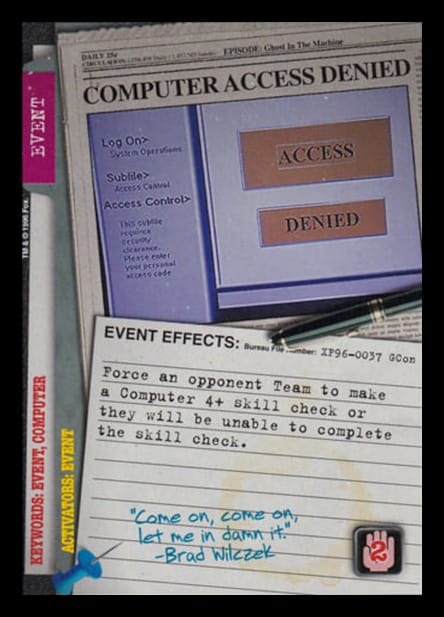 DAILY 25¢
EPISODE: Ghost In The Machine
COMPUTER ACCESS DENIED
EVENT
TM & © 1996 Fox.
Log On>
System Operations
Subfile>
Access Control
Access Control>
This subfile
requires
security
clearance.
Please enter
your personal
access code
ACCESS
DENIED
EVENT EFFECTS: Bureau File Number: XF96-0037 GCon
Force an opponent Team to make
a Computer 4+ skill check or
they will be unable to complete
the skill check.
KEYWORDS: EVENT, COMPUTER
ACTIVATORS: EVENT
"Come on, come on,
let me in damn it."
-Brad Wilczek
2